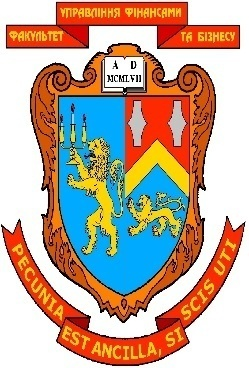 УПРАВЛІННЯ ФІНАНСАМИ
ФАКУЛЬТЕТ ТА БІЗНЕСУ
A D
MCMLVII
PECUNIA EST ANCILLA, SI SCIS UTI